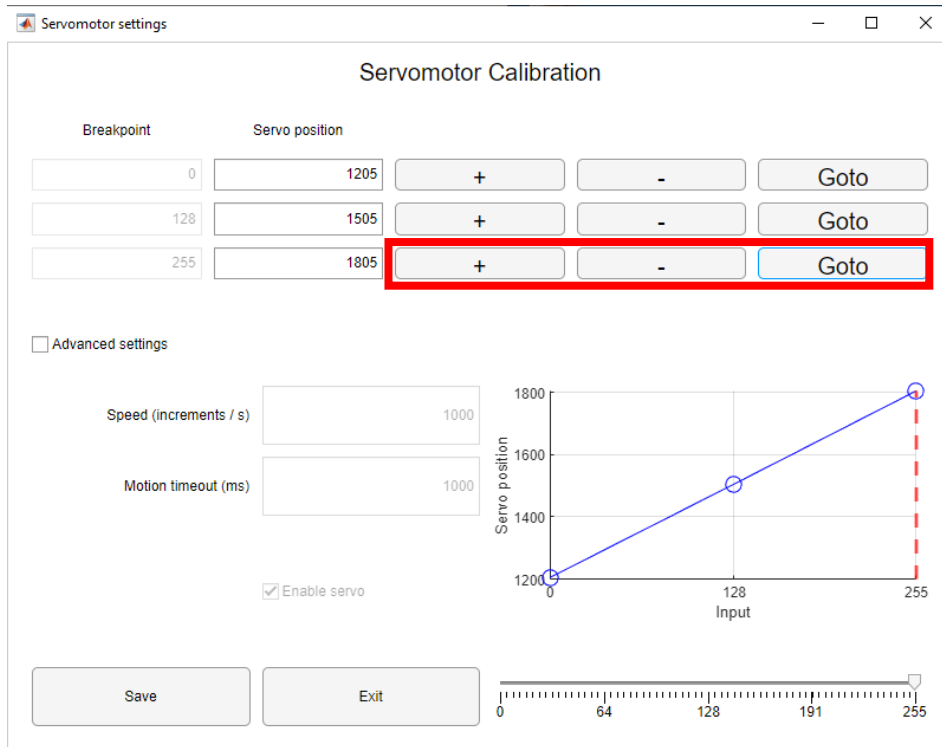 Servomotor settings
Servomotor Calibration
Breakpoint Servo position
0 1205 + - Goto
128 1505 + - Goto
255 1805 + - Goto
Advanced settings
Speed (increments / s) 1000
Motion timeout (ms) 1000
Enable servo
1800
1600
1400
1200
Servo position
0 128 255
Input
Save Exit
0 64 128 191 255